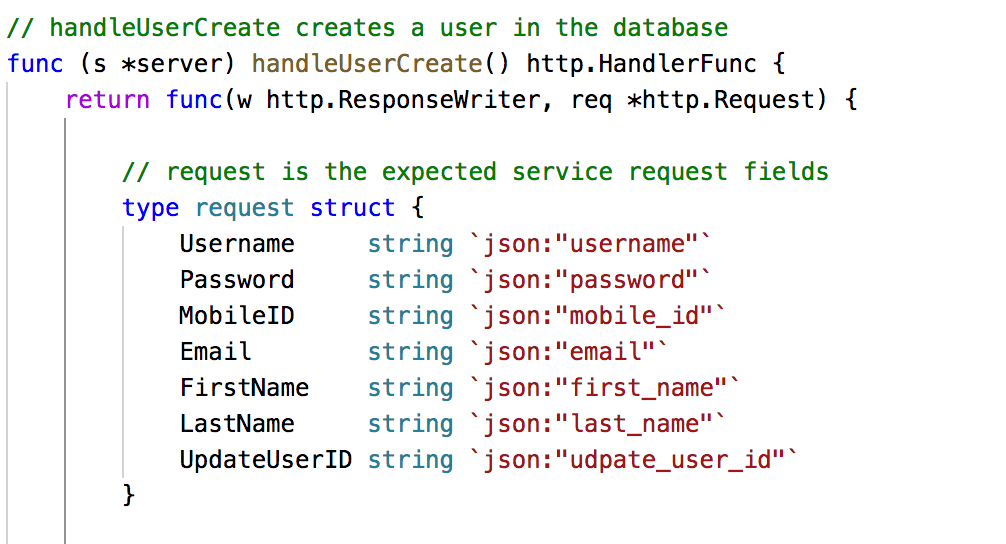 // handleUserCreate creates a user in the database
func (s *server) handleUserCreate() http.HandlerFunc {
return func(w http.ResponseWriter, req *http.Request) {
// request is the expected service request fields
type request struct {
Username string `json:"username"`
Password string `json:"password"`
MobileID string `json:"mobile_id"`
Email string `json:"email"`
FirstName string `json:"first_name"`
LastName string `json:"last_name"`
UpdateUserID string `json:"udpate_user_id"`
}